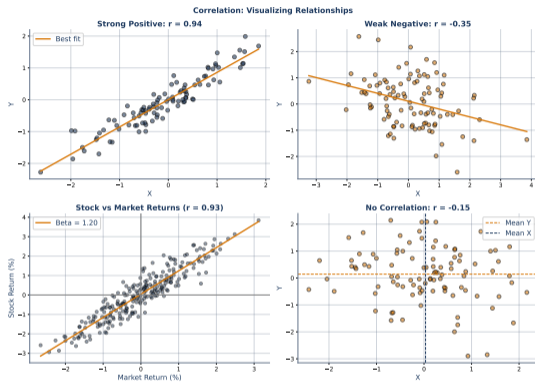 Correlation: Visualizing Relationships
Strong Positive: r = 0.94
Best fit
2
1
0
−1
−2
Y
−2
−1
0
1
2
X
Weak Negative: r = -0.35
2
1
0
−1
−2
Y
−3
−2
−1
0
1
2
3
4
X
Stock vs Market Returns (r = 0.93)
Beta = 1.20
4
3
2
1
0
−1
−2
−3
Stock Return (%)
−2
−1
0
1
2
3
Market Return (%)
No Correlation: r = -0.15
Mean Y
Mean X
2
1
0
−1
−2
−3
Y
−2
−1
0
1
2
X